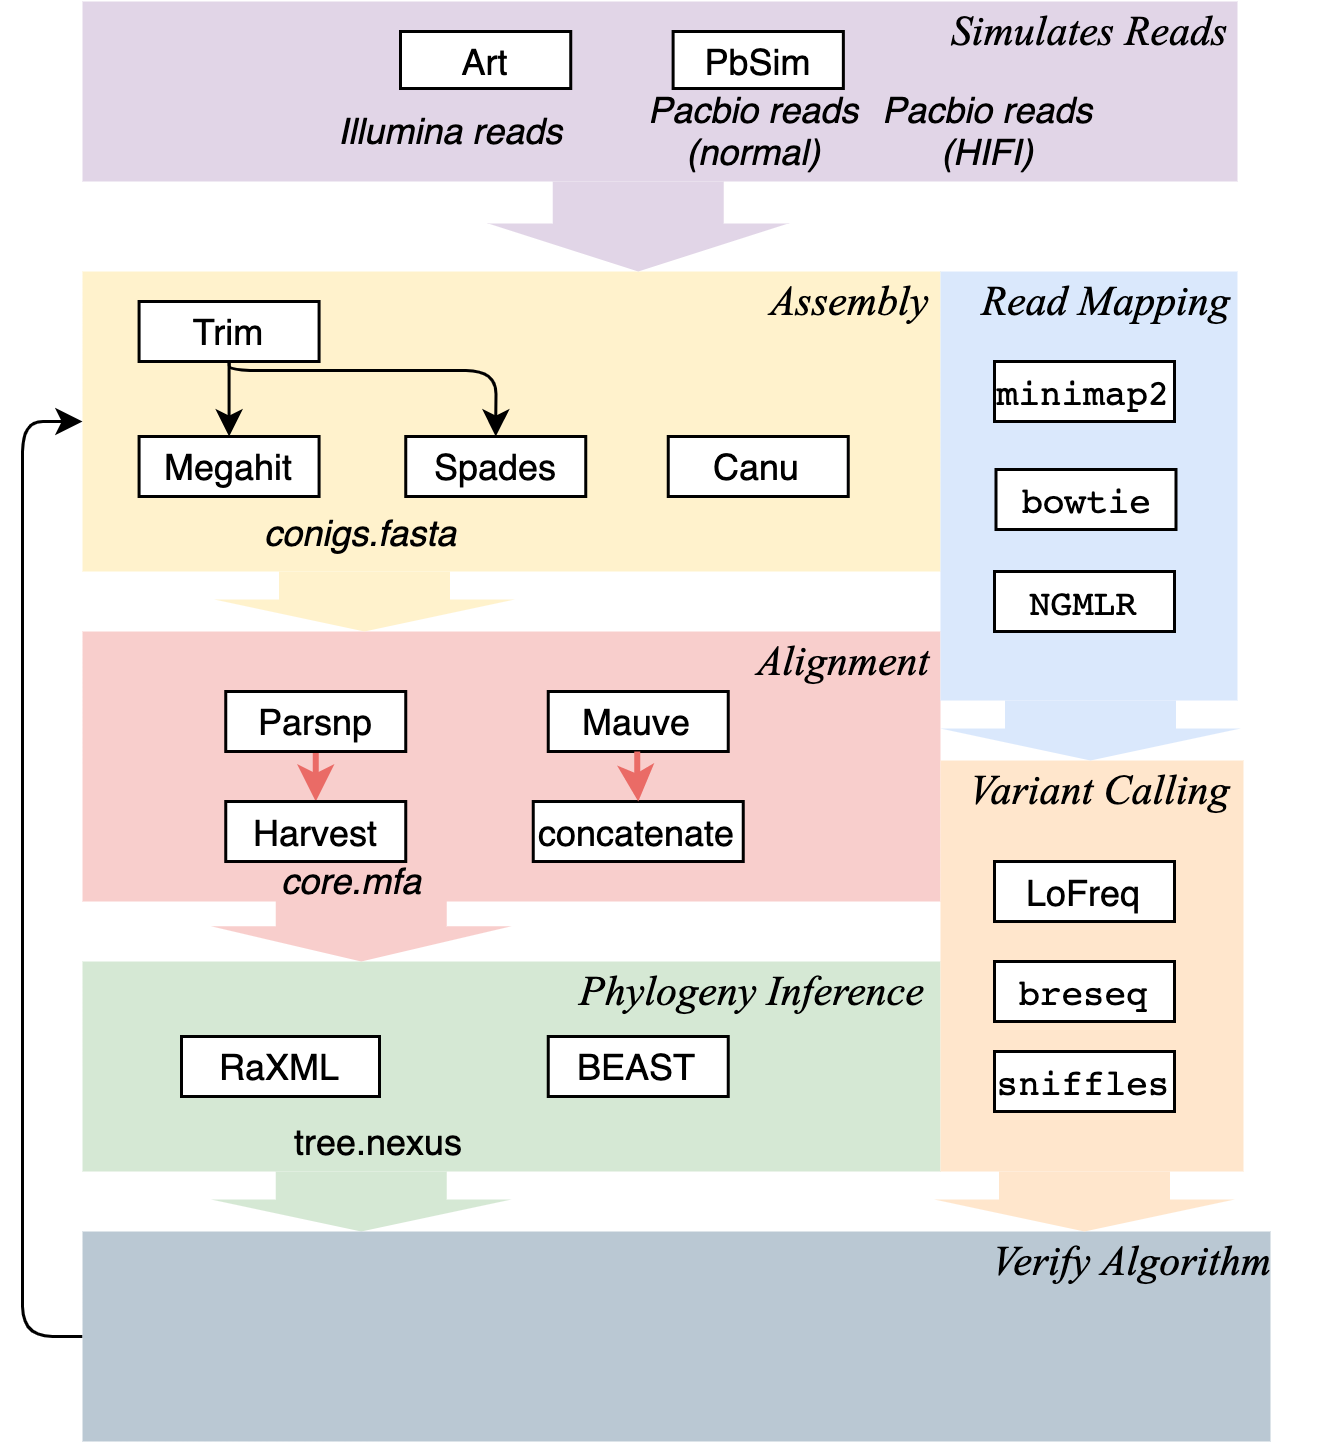 Simulates Reads
Art
PbSim
Illumina reads
Pacbio reads
(normal)
Pacbio reads
(HIFI)
Assembly
Trim
Megahit
Spades
Canu
conigs.fasta
Read Mapping
minimap2
bowtie
NGMLR
Alignment
Parsnp
Mauve
Harvest
concatenate
core.mfa
Variant Calling
LoFreq
breseq
sniffles
Phylogeny Inference
RaXML
BEAST
tree.nexus
Verify Algorithm